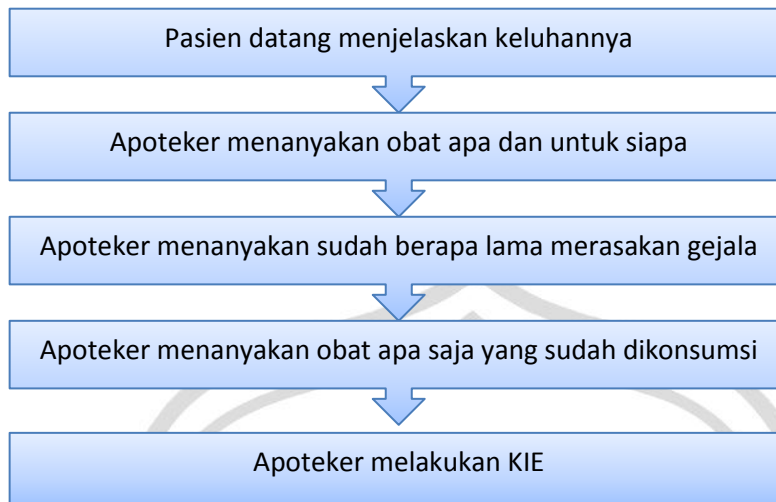 Pasien datang menjelaskan keluhannya
Apoteker menanyakan obat apa dan untuk siapa
Apoteker menanyakan sudah berapa lama merasakan gejala
Apoteker menanyakan obat apa saja yang sudah dikonsumsi
Apoteker melakukan KIE